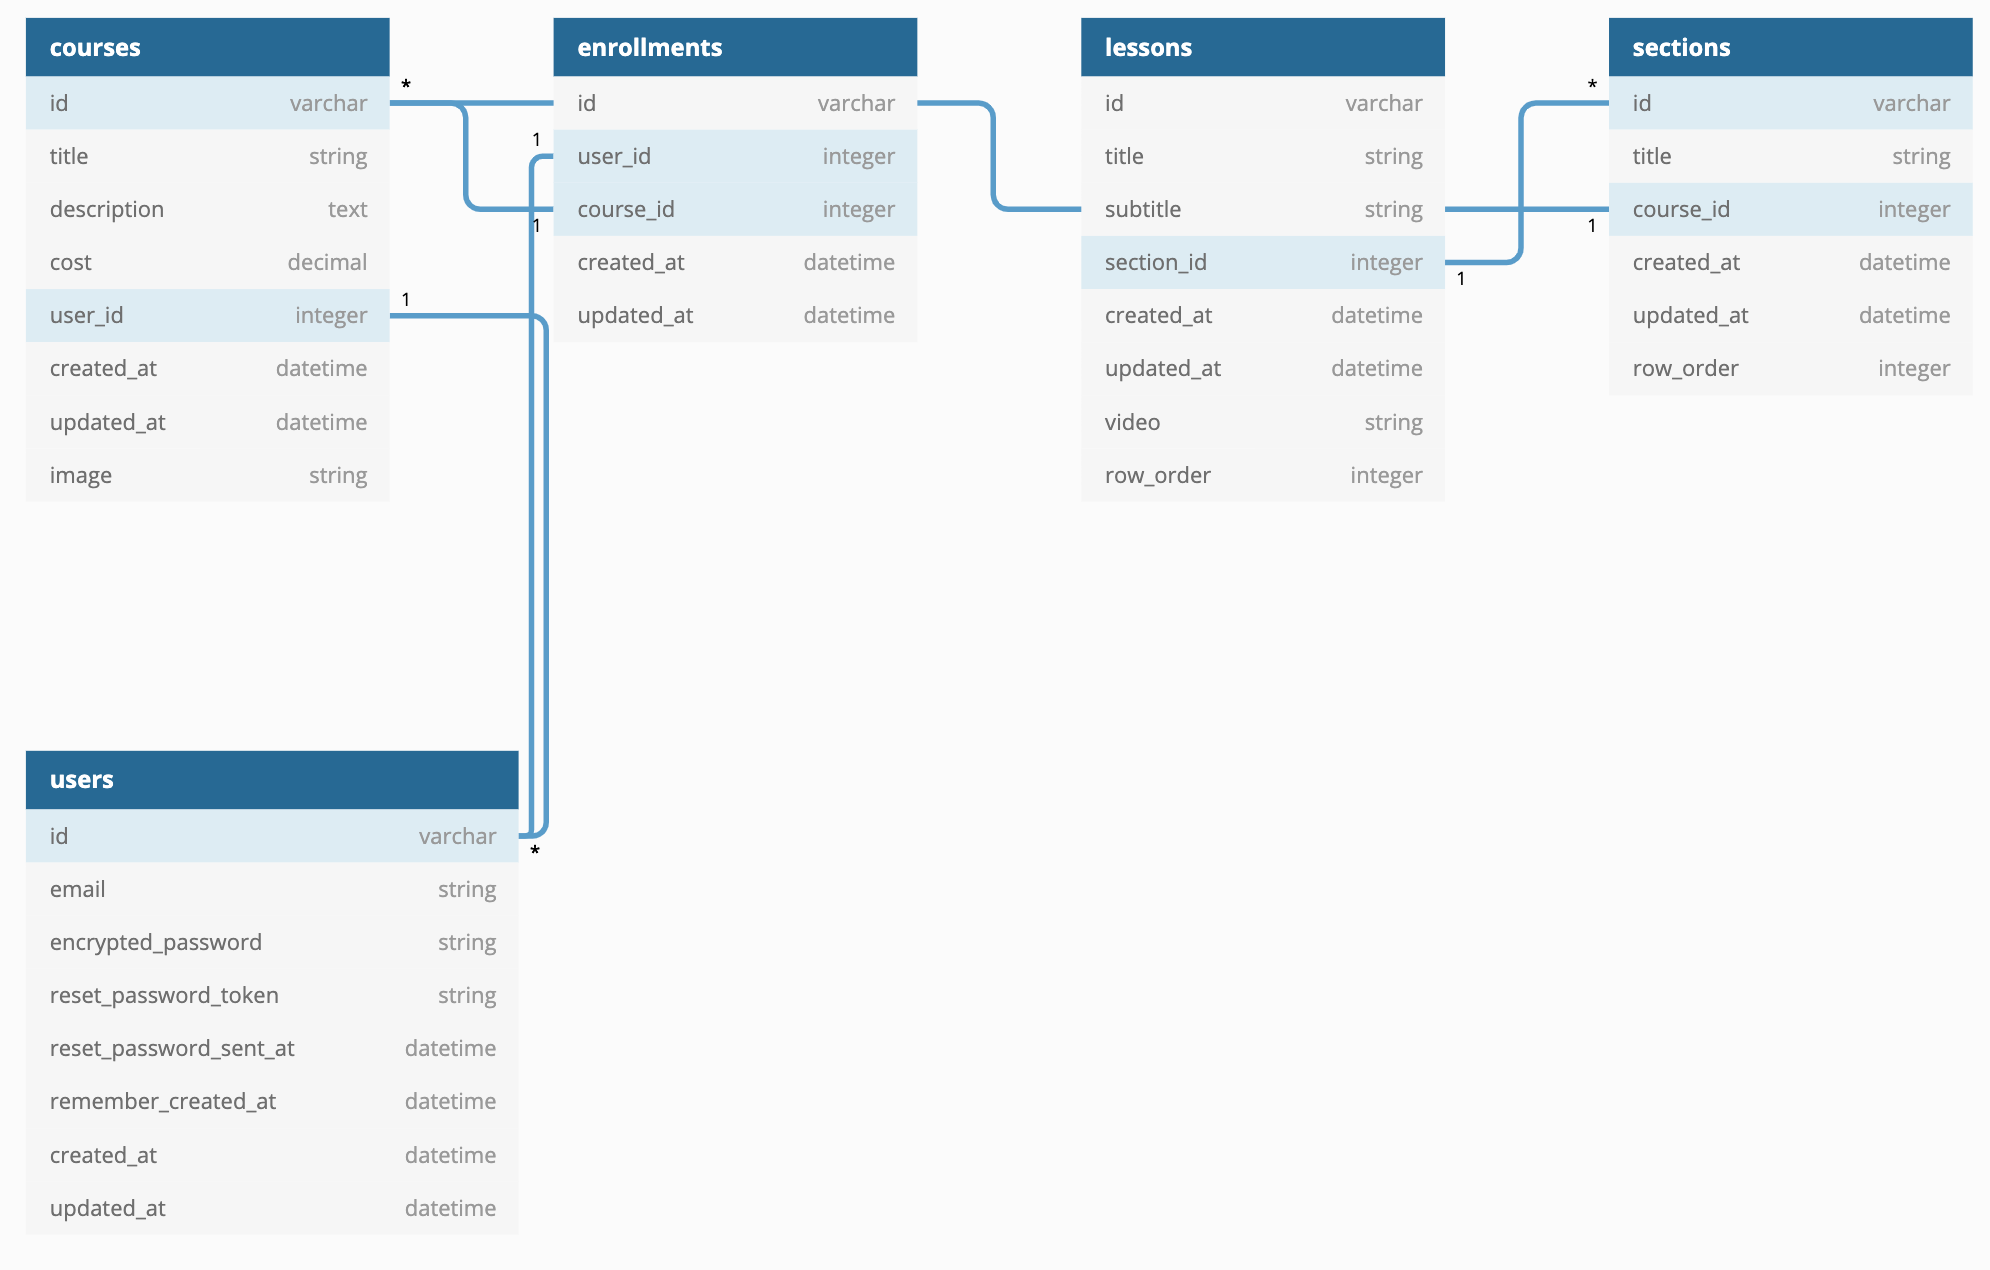 courses
id varchar
title string
description text
cost decimal
user_id integer
created_at datetime
updated_at datetime
image string
*
1
enrollments
id varchar
user_id integer
course_id integer
created_at datetime
updated_at datetime
1
1
lessons
id varchar
title string
subtitle string
section_id integer
created_at datetime
updated_at datetime
video string
row_order integer
1
sections
id varchar
title string
course_id integer
created_at datetime
updated_at datetime
row_order integer
*
1
users
id varchar
email string
encrypted_password string
reset_password_token string
reset_password_sent_at datetime
remember_created_at datetime
created_at datetime
updated_at datetime
*